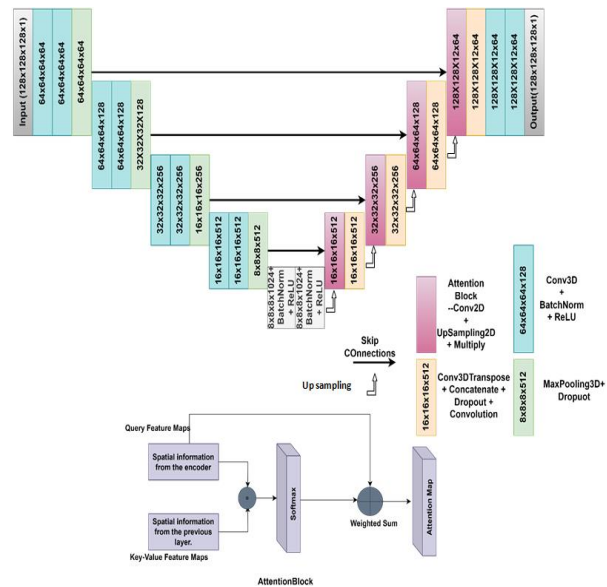 Input (128x128x128x1)
64x64x64x64
64x64x64x64
64x64x64x64
64x64x64x128
64x64x64x128
32X32X32X128
32x32x32x256
32x32x32x256
16x16x16x256
16x16x16x512
16x16x16x512
8x8x8x512
8x8x8x1024+
BatchNorm
+ ReLU
8x8x8x1024+
BatchNorm
+ ReLU
16x16x16x512
16x16x16x512
32x32x32x256
32x32x32x256
64x64x64x128
64x64x64x128
128X128X12x64
128X128X12x64
128X128X12x64
128X128X12x64
Output(128x128x128x1)
Attention
Block
--Conv2D
+
UpSampling2D
+ Multiply
64x64x64x128
Conv3D
+
BatchNorm
+ ReLU
Skip
COnnections
Up sampling
16x16x16x512
Conv3DTranspose
+ Concatenate +
Dropout +
Convolution
8x8x8x512
MaxPooling3D+
Dropuot
Query Feature Maps
Spatial information
from the encoder
Spatial information
from the previous
layer.
Key-Value Feature Maps
Softmax
Weighted Sum
Attention Map
AttentionBlock